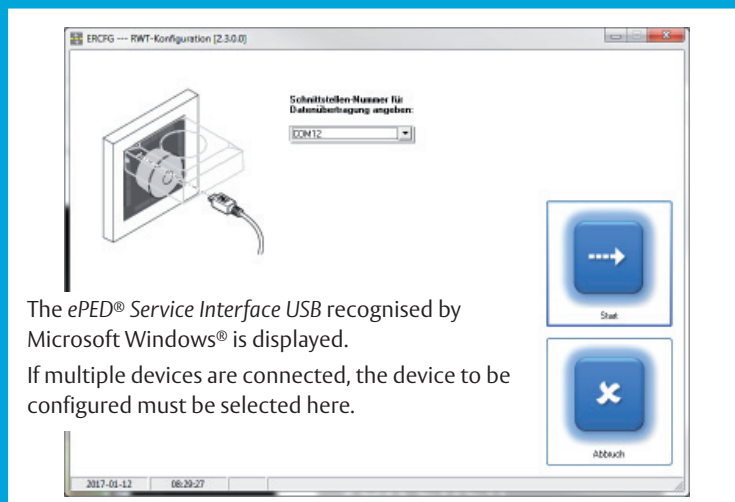 ERCFG --- RWT-Konfiguration [2.3.0.0]
Schnittstellen-Nummer für
Datenübertragung angeben:
COM12
Start
The ePED® Service Interface USB recognised by
Microsoft Windows® is displayed.
If multiple devices are connected, the device to be
configured must be selected here.
Abbruch
2017-01-12 08:29:27